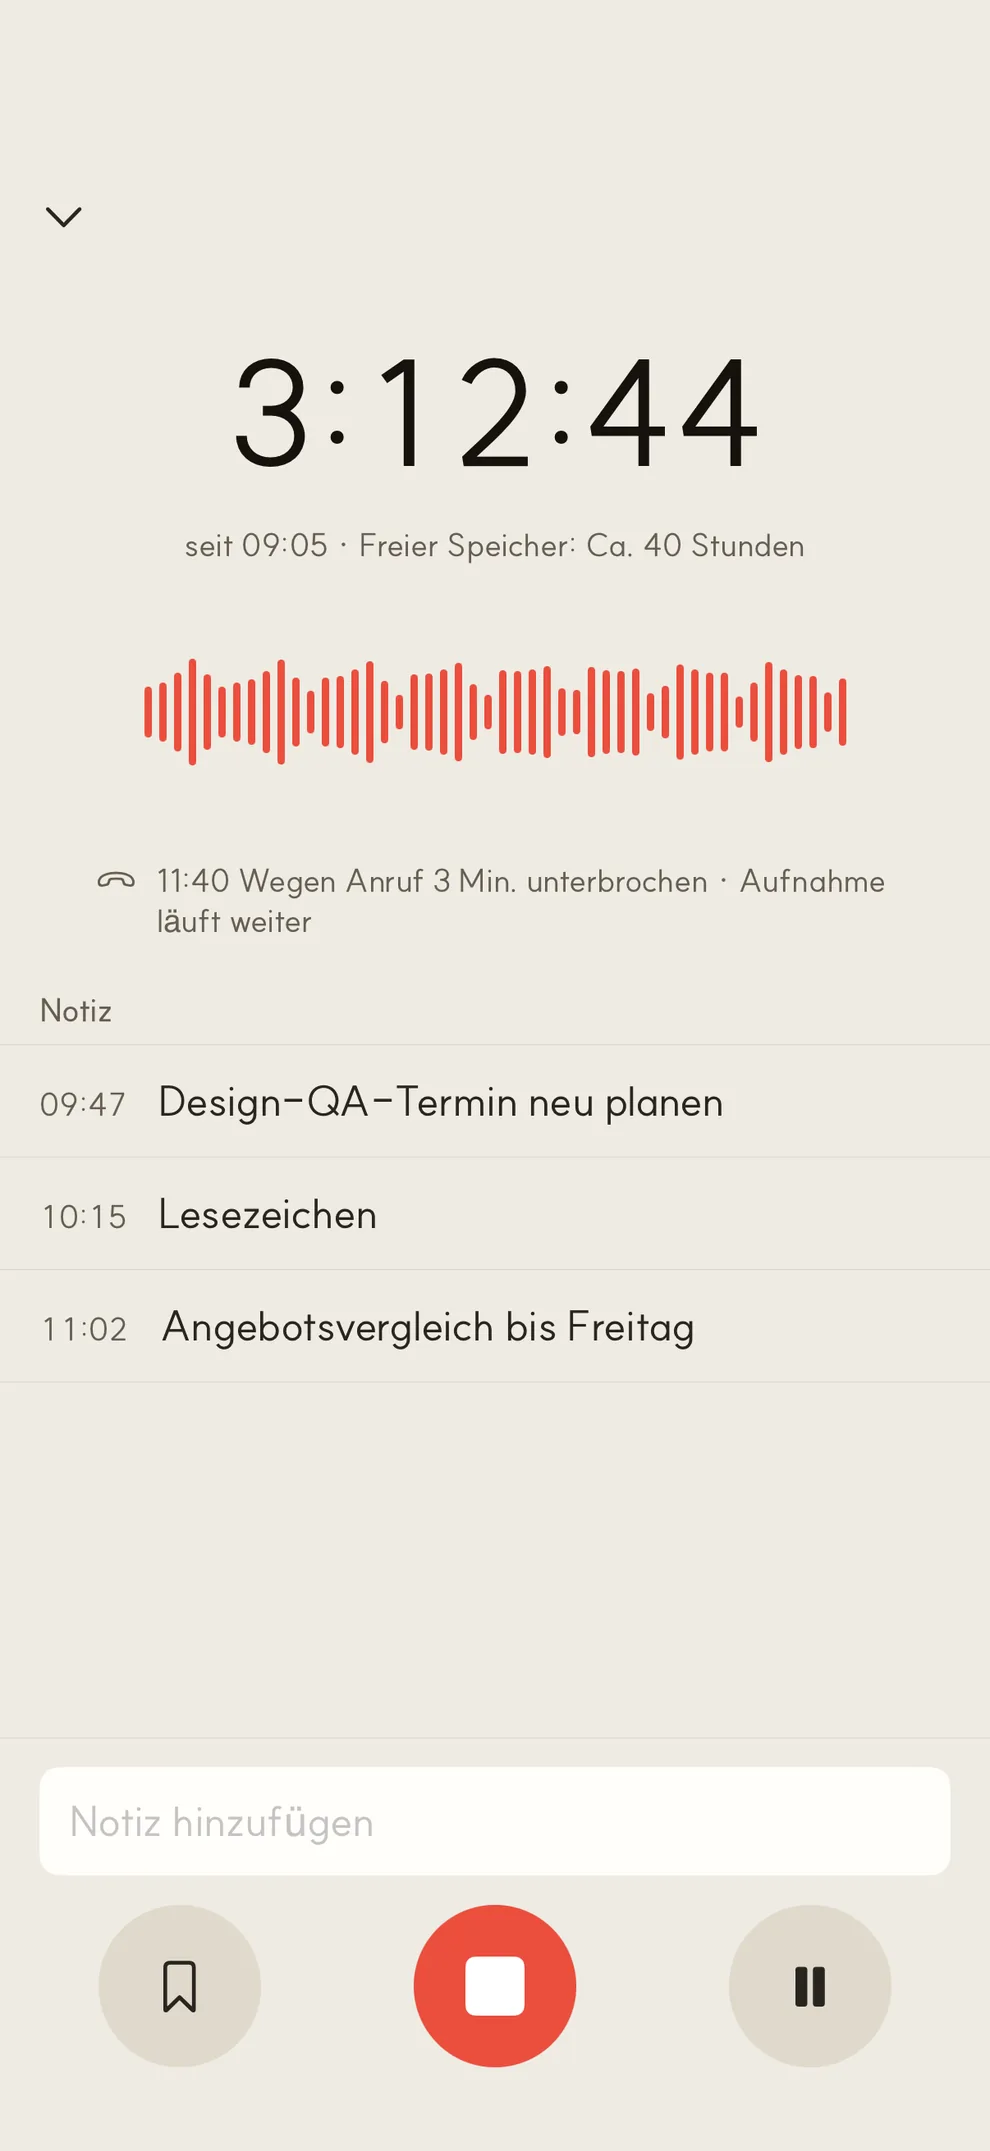 3:12:44
seit 09:05 · Freier Speicher: Ca. 40 Stunden
11:40 Wegen Anruf 3 Min. unterbrochen · Aufnahme
läuft weiter
Notiz
09:47 Design-QA-Termin neu planen
10:15 Lesezeichen
11:02 Angebotsvergleich bis Freitag
Notiz hinzufügen